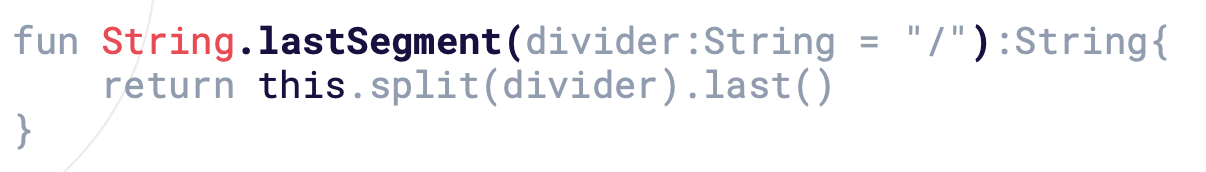 fun String.lastSegment(divider:String = "/"):String{
    return this.split(divider).last()
}